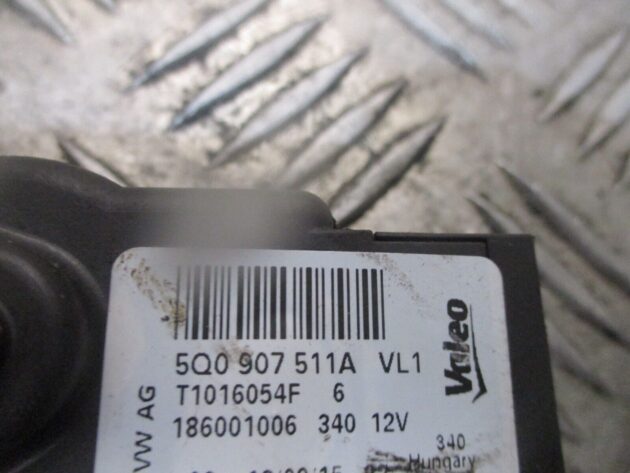 5Q0 907 511A VL1
T1016054F 6
186001006 340 12V
VW AG
Valeo
340
Hungary